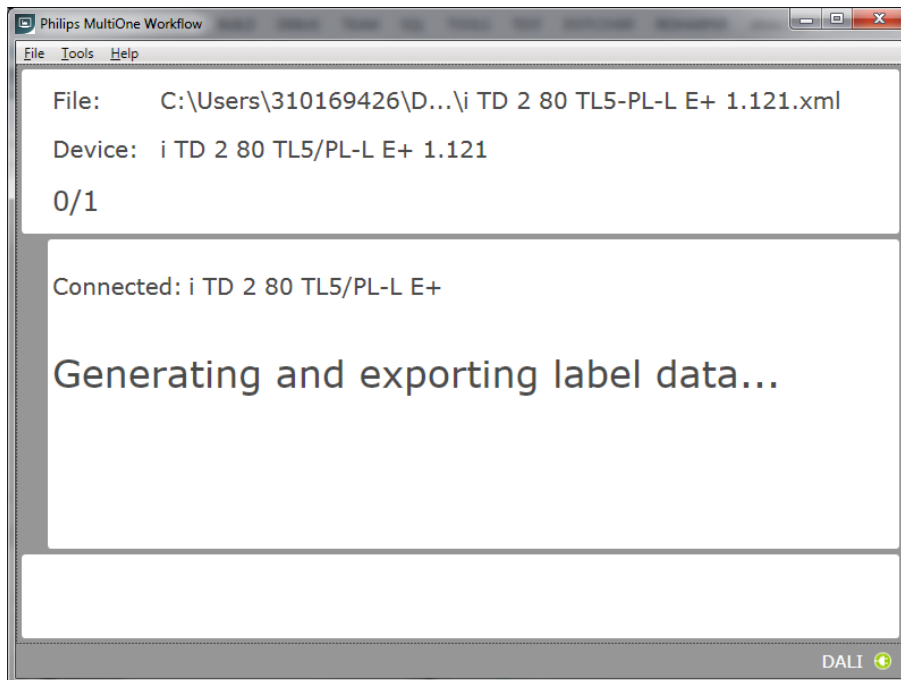 Philips MultiOne Workflow
File Tools Help
File: C:\Users\310169426\D...\i TD 2 80 TL5-PL-L E+ 1.121.xml
Device: i TD 2 80 TL5/PL-L E+ 1.121
0/1
Connected: i TD 2 80 TL5/PL-L E+
Generating and exporting label data...
DALI